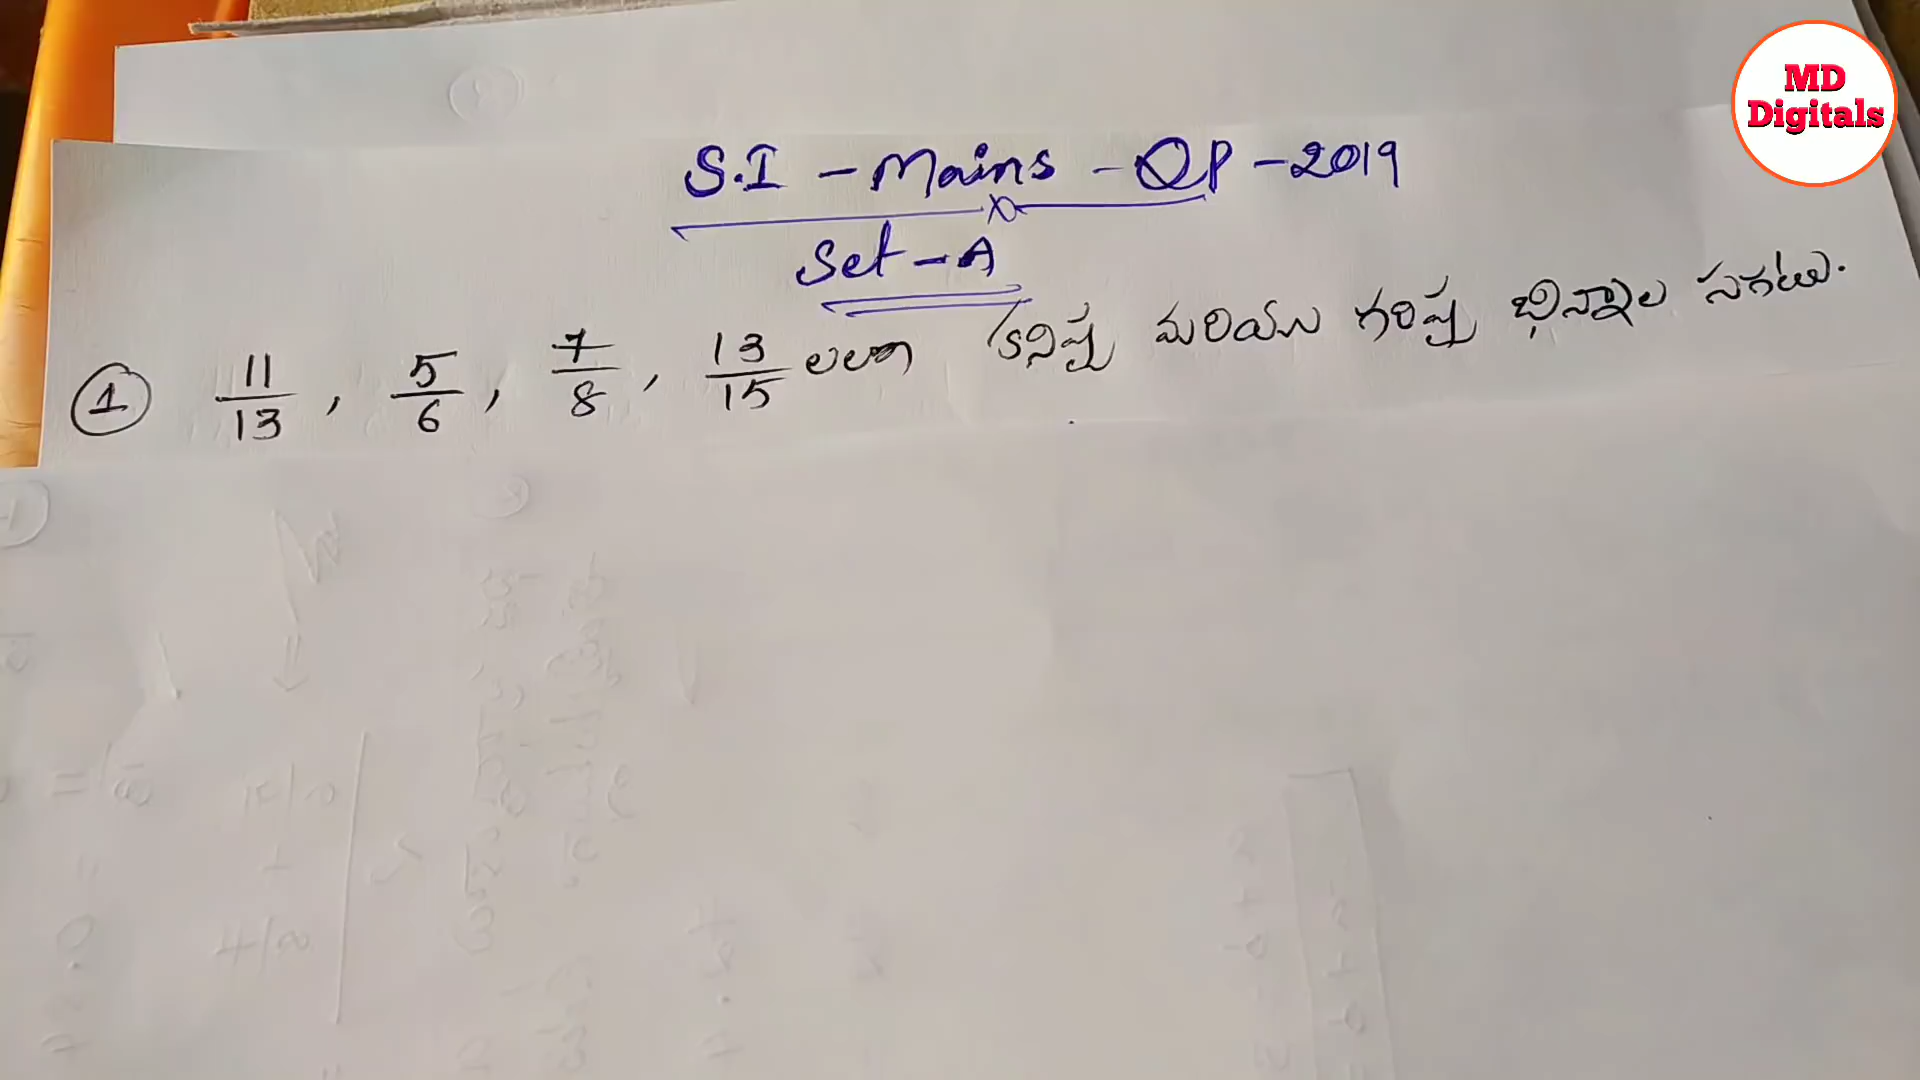 MD
Digitals
S.I - Mains - QP - 2019
Set - A
① 11/13, 5/6, 7/8, 13/15 లలో కనిష్ట మరియు గరిష్ట భిన్నాల సగటు.